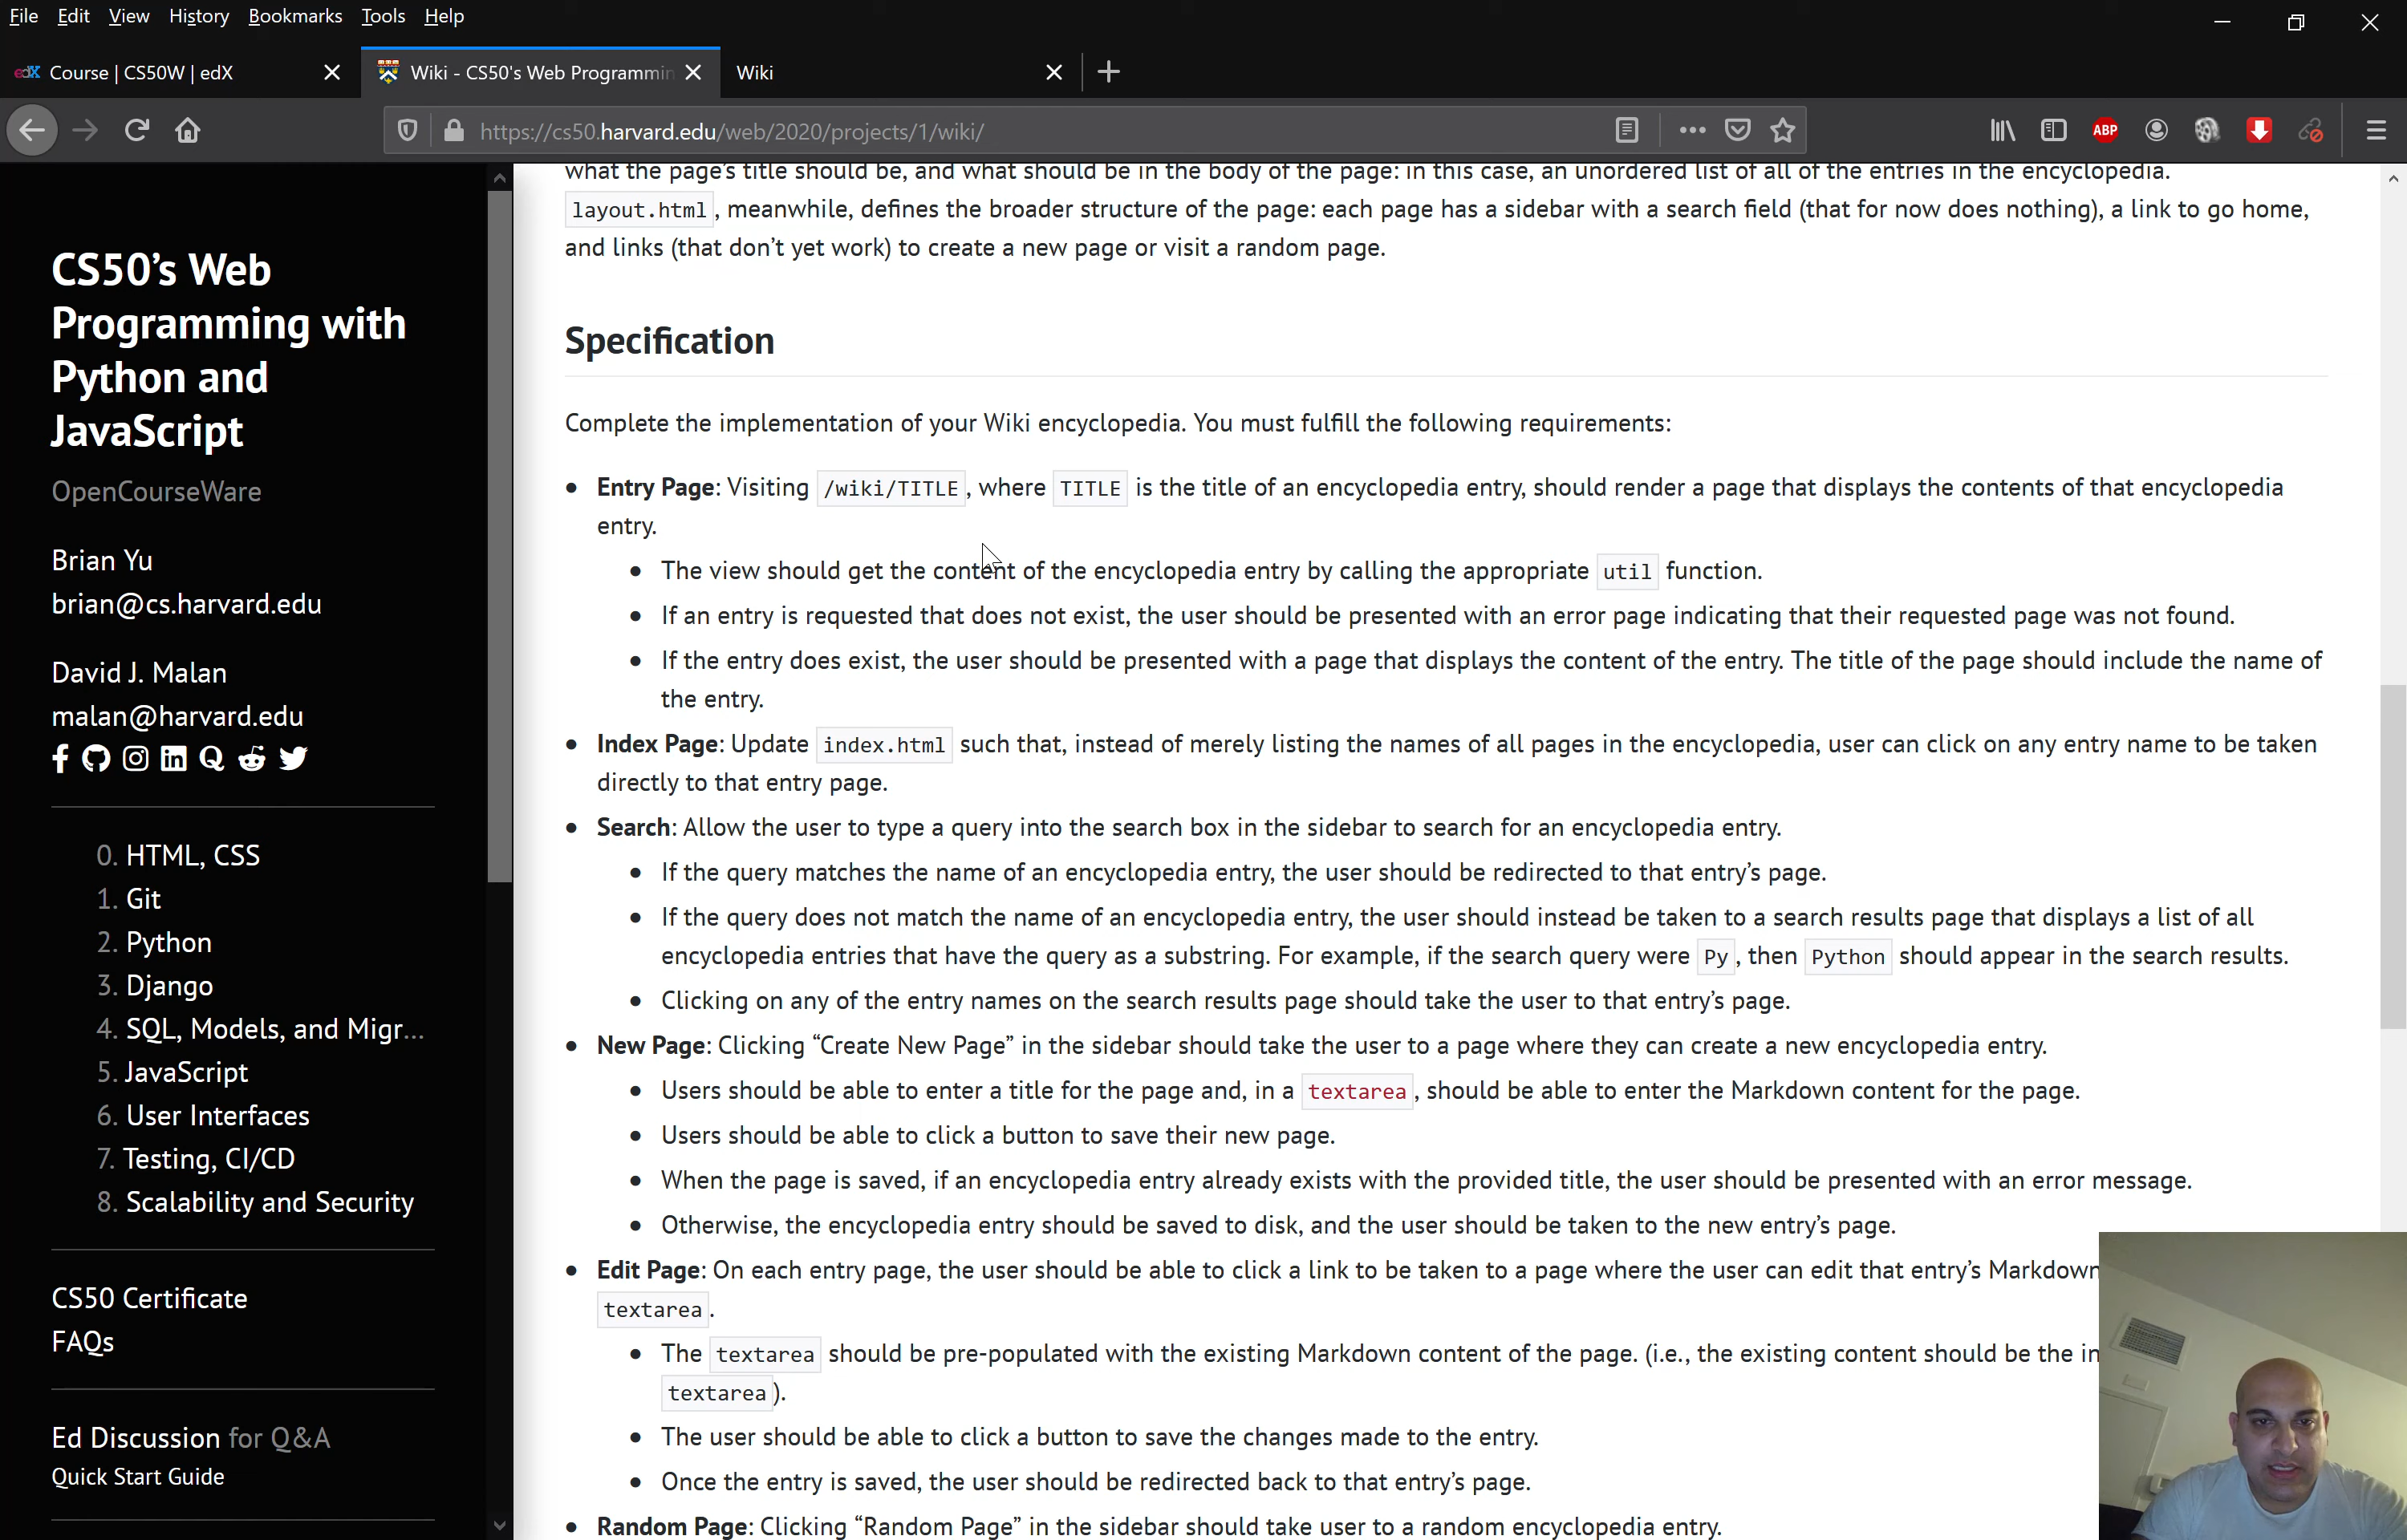 File Edit View History Bookmarks Tools Help
edX Course | CS50W | edX
Wiki - CS50's Web Programmin
Wiki
https://cs50.harvard.edu/web/2020/projects/1/wiki/
ABP
CS50’s Web
Programming with
Python and
JavaScript
OpenCourseWare
Brian Yu
brian@cs.harvard.edu
David J. Malan
malan@harvard.edu
0. HTML, CSS
1. Git
2. Python
3. Django
4. SQL, Models, and Migr...
5. JavaScript
6. User Interfaces
7. Testing, CI/CD
8. Scalability and Security
CS50 Certificate
FAQs
Ed Discussion for Q&A
Quick Start Guide
what the page’s title should be, and what should be in the body of the page: in this case, an unordered list of all of the entries in the encyclopedia.
layout.html, meanwhile, defines the broader structure of the page: each page has a sidebar with a search field (that for now does nothing), a link to go home,
and links (that don’t yet work) to create a new page or visit a random page.
Specification
Complete the implementation of your Wiki encyclopedia. You must fulfill the following requirements:
• Entry Page: Visiting /wiki/TITLE, where TITLE is the title of an encyclopedia entry, should render a page that displays the contents of that encyclopedia
entry.
• The view should get the content of the encyclopedia entry by calling the appropriate util function.
• If an entry is requested that does not exist, the user should be presented with an error page indicating that their requested page was not found.
• If the entry does exist, the user should be presented with a page that displays the content of the entry. The title of the page should include the name of
the entry.
• Index Page: Update index.html such that, instead of merely listing the names of all pages in the encyclopedia, user can click on any entry name to be taken
directly to that entry page.
• Search: Allow the user to type a query into the search box in the sidebar to search for an encyclopedia entry.
• If the query matches the name of an encyclopedia entry, the user should be redirected to that entry’s page.
• If the query does not match the name of an encyclopedia entry, the user should instead be taken to a search results page that displays a list of all
encyclopedia entries that have the query as a substring. For example, if the search query were Py, then Python should appear in the search results.
• Clicking on any of the entry names on the search results page should take the user to that entry’s page.
• New Page: Clicking “Create New Page” in the sidebar should take the user to a page where they can create a new encyclopedia entry.
• Users should be able to enter a title for the page and, in a textarea, should be able to enter the Markdown content for the page.
• Users should be able to click a button to save their new page.
• When the page is saved, if an encyclopedia entry already exists with the provided title, the user should be presented with an error message.
• Otherwise, the encyclopedia entry should be saved to disk, and the user should be taken to the new entry’s page.
• Edit Page: On each entry page, the user should be able to click a link to be taken to a page where the user can edit that entry’s Markdown
textarea.
• The textarea should be pre-populated with the existing Markdown content of the page. (i.e., the existing content should be the in
textarea).
• The user should be able to click a button to save the changes made to the entry.
• Once the entry is saved, the user should be redirected back to that entry’s page.
• Random Page: Clicking “Random Page” in the sidebar should take user to a random encyclopedia entry.